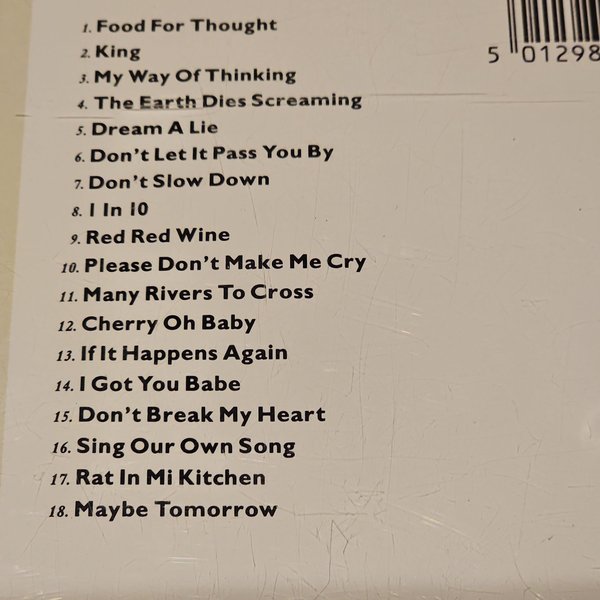 1. Food For Thought
2. King
3. My Way Of Thinking
4. The Earth Dies Screaming
5. Dream A Lie
6. Don't Let It Pass You By
7. Don't Slow Down
8. I In 10
9. Red Red Wine
10. Please Don't Make Me Cry
11. Many Rivers To Cross
12. Cherry Oh Baby
13. If It Happens Again
14. I Got You Babe
15. Don't Break My Heart
16. Sing Our Own Song
17. Rat In Mi Kitchen
18. Maybe Tomorrow
5 01298